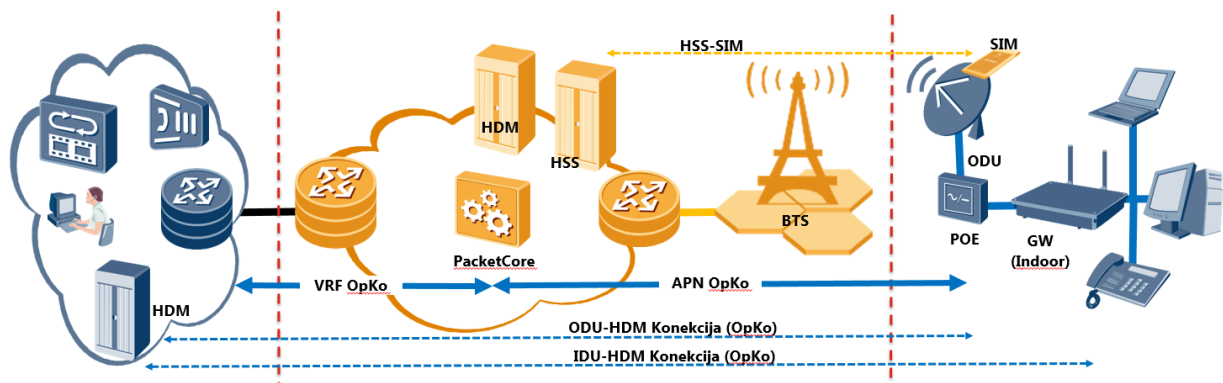 HSS-SIM
SIM
HDM
HSS
ODU
BTS
POE
GW
(Indoor)
PacketCore
VRF OpKo
APN OpKo
HDM
ODU-HDM Konekcija (OpKo)
IDU-HDM Konekcija (OpKo)